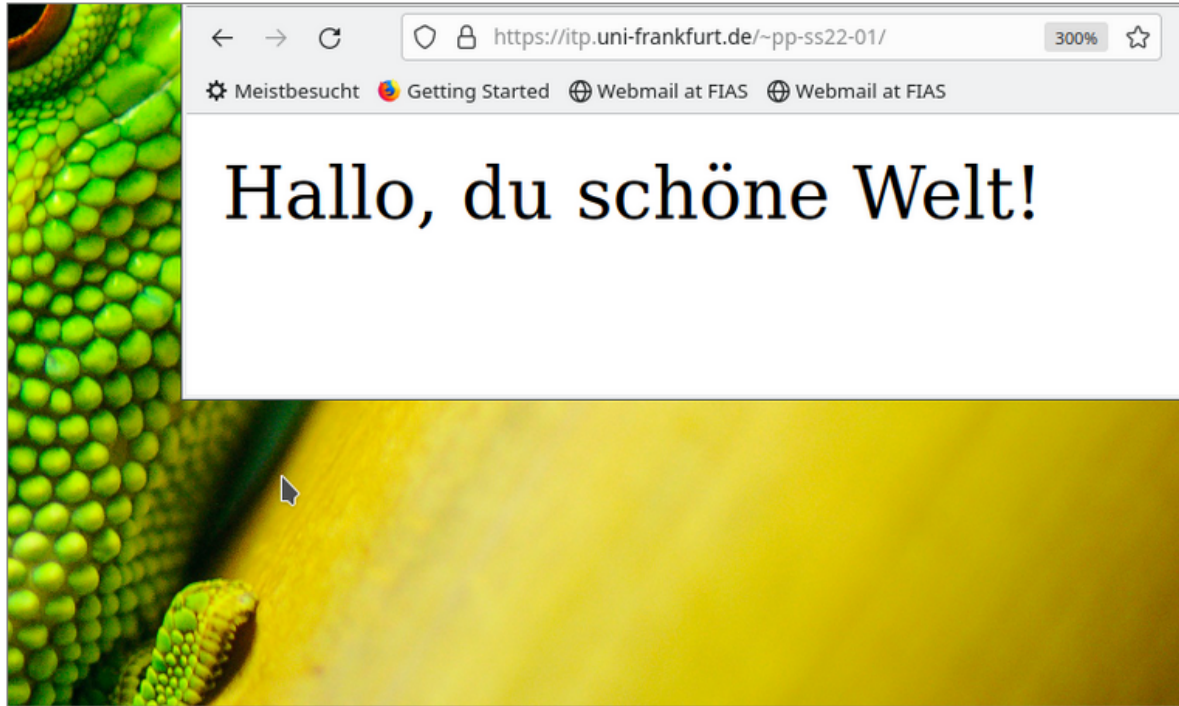 https://itp.uni-frankfurt.de/~pp-ss22-01/ 300%
Meistbesucht Getting Started Webmail at FIAS Webmail at FIAS
Hallo, du schöne Welt!